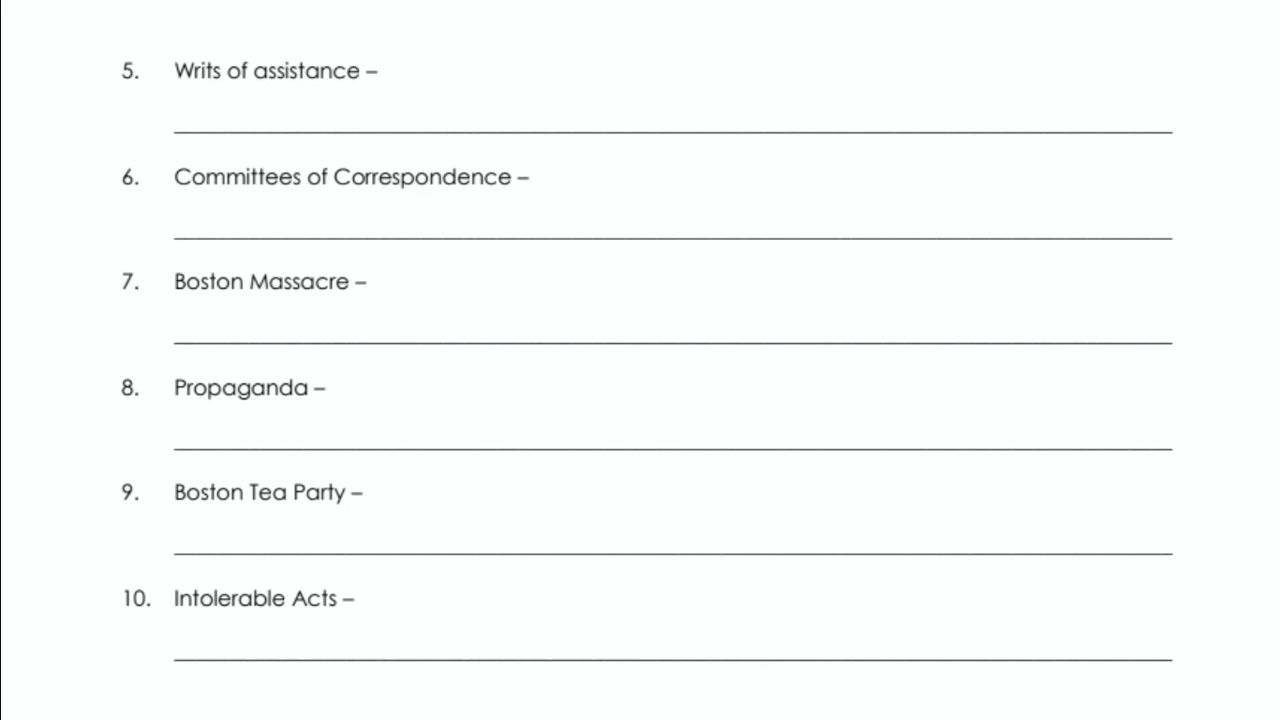 5. Writs of assistance –
6. Committees of Correspondence –
7. Boston Massacre –
8. Propaganda –
9. Boston Tea Party –
10. Intolerable Acts –